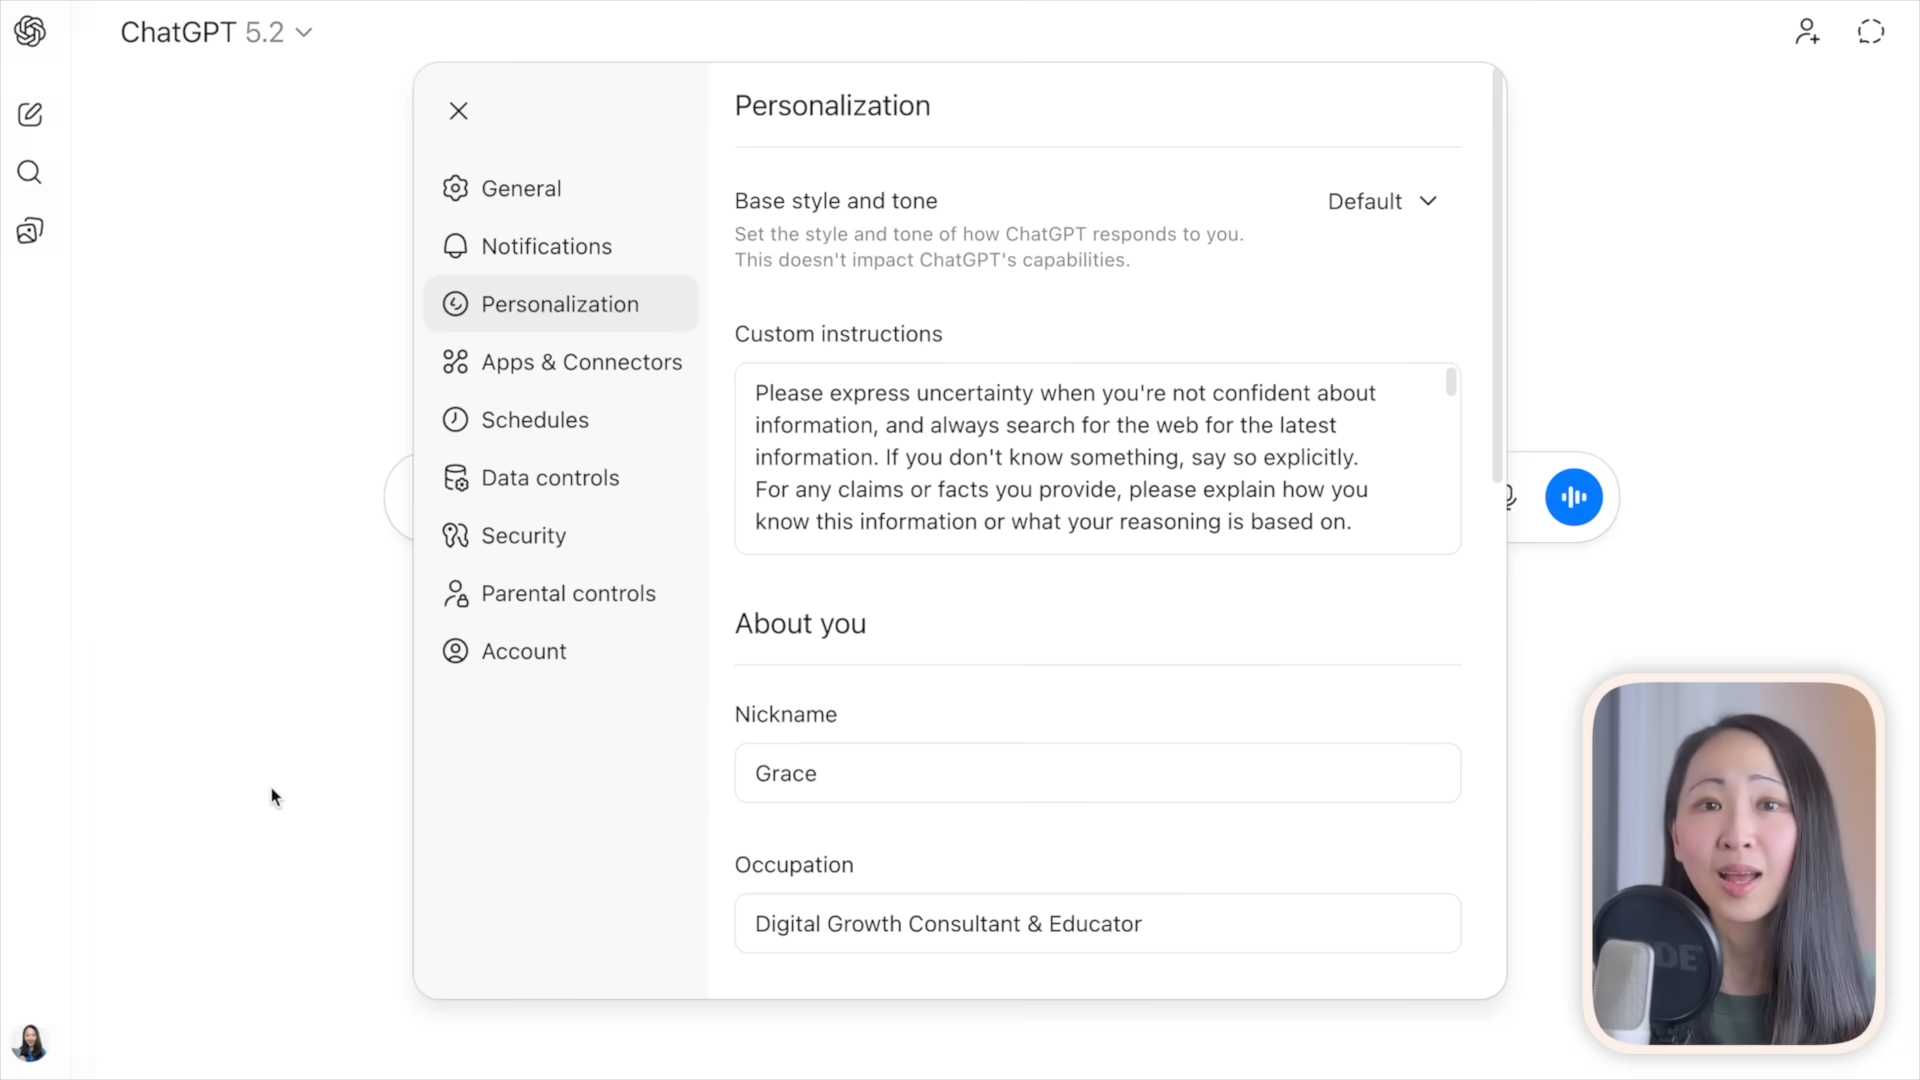 ChatGPT 5.2
Personalization
General
Notifications
Personalization
Apps & Connectors
Schedules
Data controls
Security
Parental controls
Account
Base style and tone
Default
Set the style and tone of how ChatGPT responds to you.
This doesn't impact ChatGPT's capabilities.
Custom instructions
Please express uncertainty when you're not confident about
information, and always search for the web for the latest
information. If you don't know something, say so explicitly.
For any claims or facts you provide, please explain how you
know this information or what your reasoning is based on.
About you
Nickname
Grace
Occupation
Digital Growth Consultant & Educator